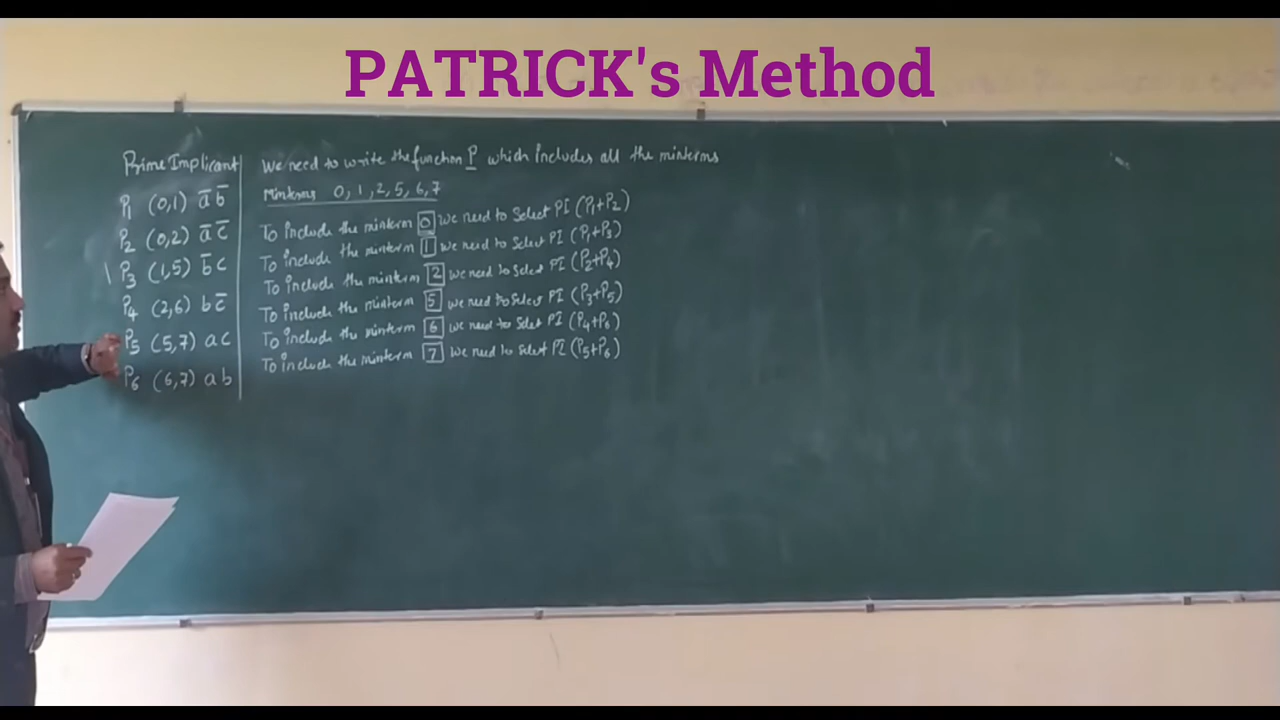 PATRICK's Method
Prime Implicant
P1 (0,1) a̅ b̅
P2 (0,2) a̅ c̅
P3 (1,5) b̅ c
P4 (2,6) b c̅
P5 (5,7) a c
P6 (6,7) a b
We need to write the function P which includes all the minterms
Minterms 0, 1, 2, 5, 6, 7
To include the minterm 0 we need to select PI (P1+P2)
To include the minterm 1 we need to select PI (P1+P3)
To include the minterm 2 we need to select PI (P2+P4)
To include the minterm 5 we need to select PI (P3+P5)
To include the minterm 6 we need to select PI (P4+P6)
To include the minterm 7 we need to select PI (P5+P6)